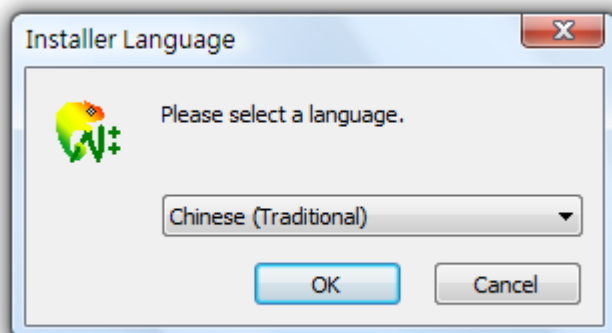 Installer Language
Please select a language.
Chinese (Traditional)
OK
Cancel